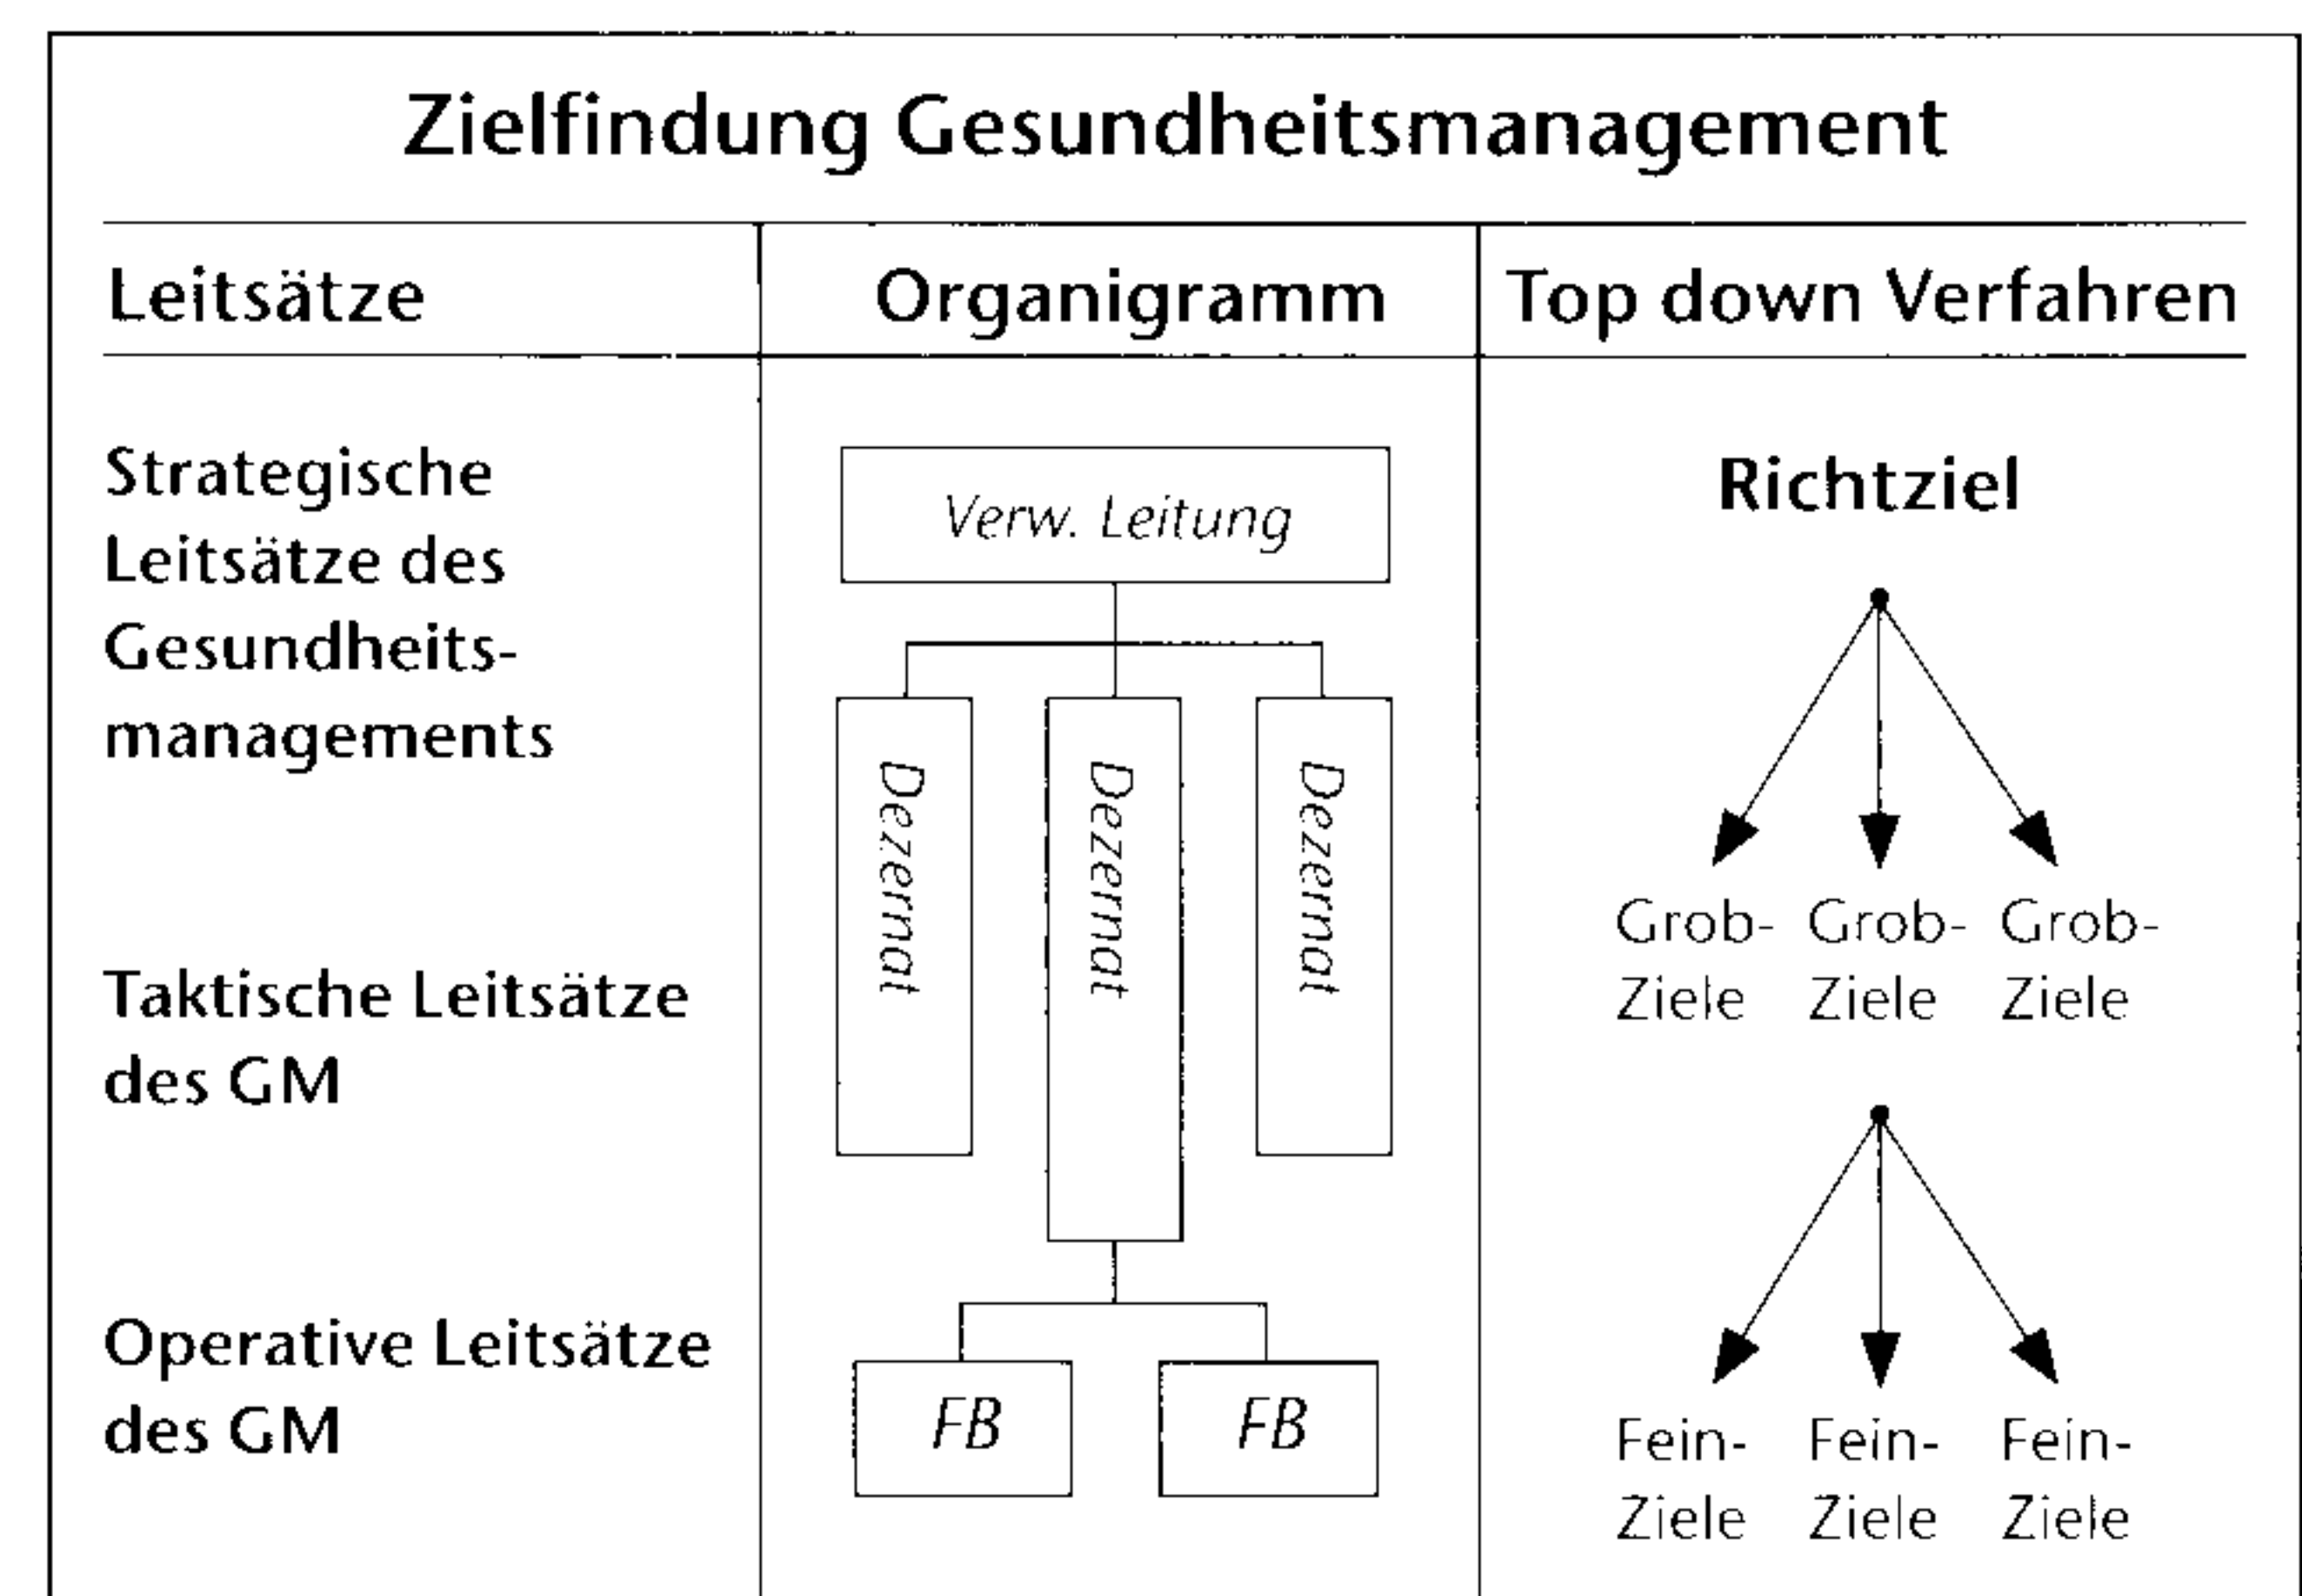 Zielfindung Gesundheitsmanagement
Leitsätze
Organigramm
Top down Verfahren
Strategische
Leitsätze des
Gesundheits-
managements
Taktische Leitsätze
des GM
Operative Leitsätze
des GM
Verw. Leitung
Dezernat
Dezernat
Dezernat
FB
FB
Richtziel
Grob- Grob- Grob-
Ziele Ziele Ziele
Fein- Fein- Fein-
Ziele Ziele Ziele